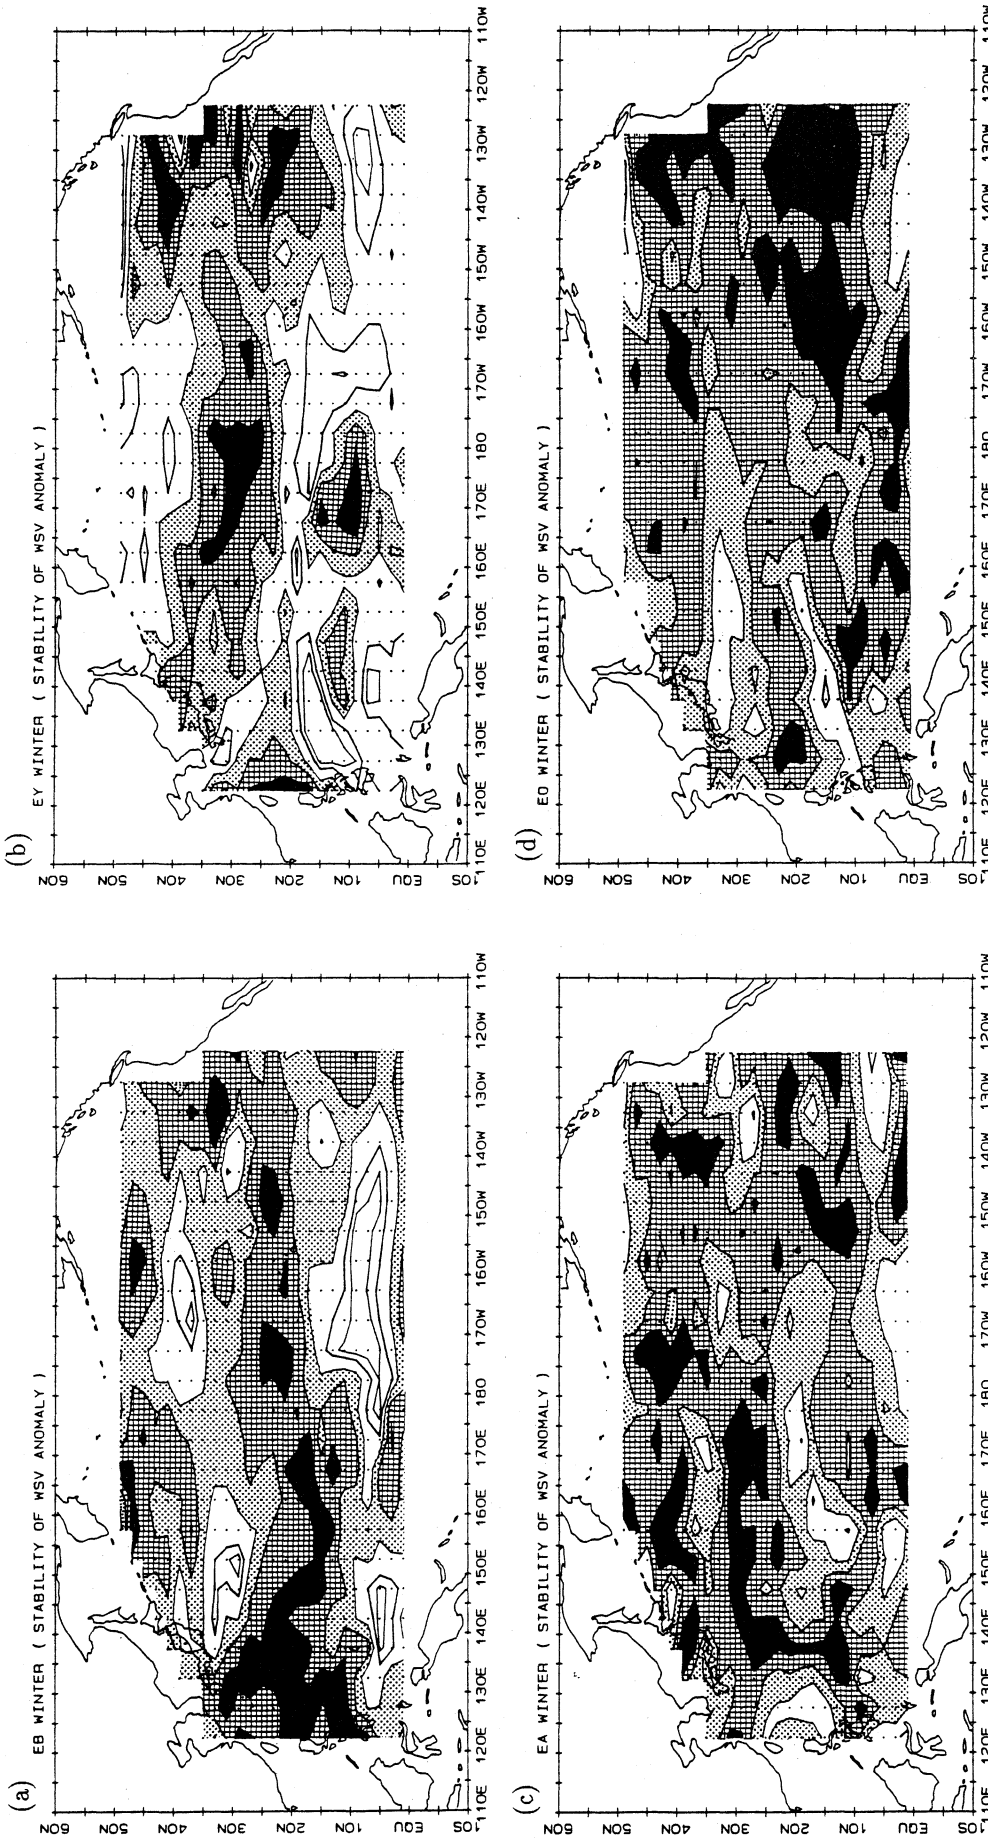 (a)
EB WINTER ( STABILITY OF WSV ANOMALY )
60N
50N
40N
30N
20N
10N
EQU
10S
110E 120E 130E 140E 150E 160E 170E 180 170W 160W 150W 140W 130W 120W 110W
(b)
EY WINTER ( STABILITY OF WSV ANOMALY )
60N
50N
40N
30N
20N
10N
EQU
10S
110E 120E 130E 140E 150E 160E 170E 180 170W 160W 150W 140W 130W 120W 110W
(c)
EA WINTER ( STABILITY OF WSV ANOMALY )
60N
50N
40N
30N
20N
10N
EQU
10S
110E 120E 130E 140E 150E 160E 170E 180 170W 160W 150W 140W 130W 120W 110W
(d)
EO WINTER ( STABILITY OF WSV ANOMALY )
60N
50N
40N
30N
20N
10N
EQU
10S
110E 120E 130E 140E 150E 160E 170E 180 170W 160W 150W 140W 130W 120W 110W